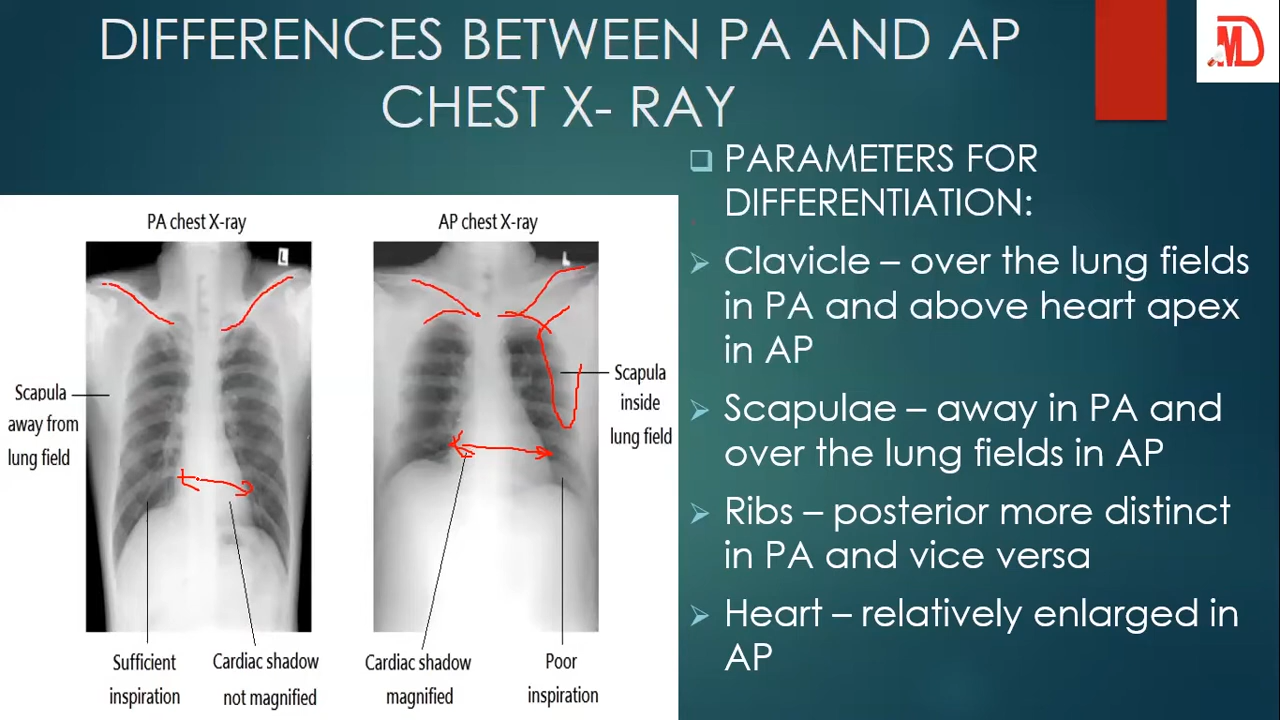 DIFFERENCES BETWEEN PA AND AP
CHEST X- RAY
MD
PARAMETERS FOR
DIFFERENTIATION:
Clavicle – over the lung fields
in PA and above heart apex
in AP
Scapulae – away in PA and
over the lung fields in AP
Ribs – posterior more distinct
in PA and vice versa
Heart – relatively enlarged in
AP
PA chest X-ray
L
Scapula
away from
lung field
Sufficient
inspiration
Cardiac shadow
not magnified
AP chest X-ray
L
Scapula
inside
lung field
Cardiac shadow
magnified
Poor
inspiration